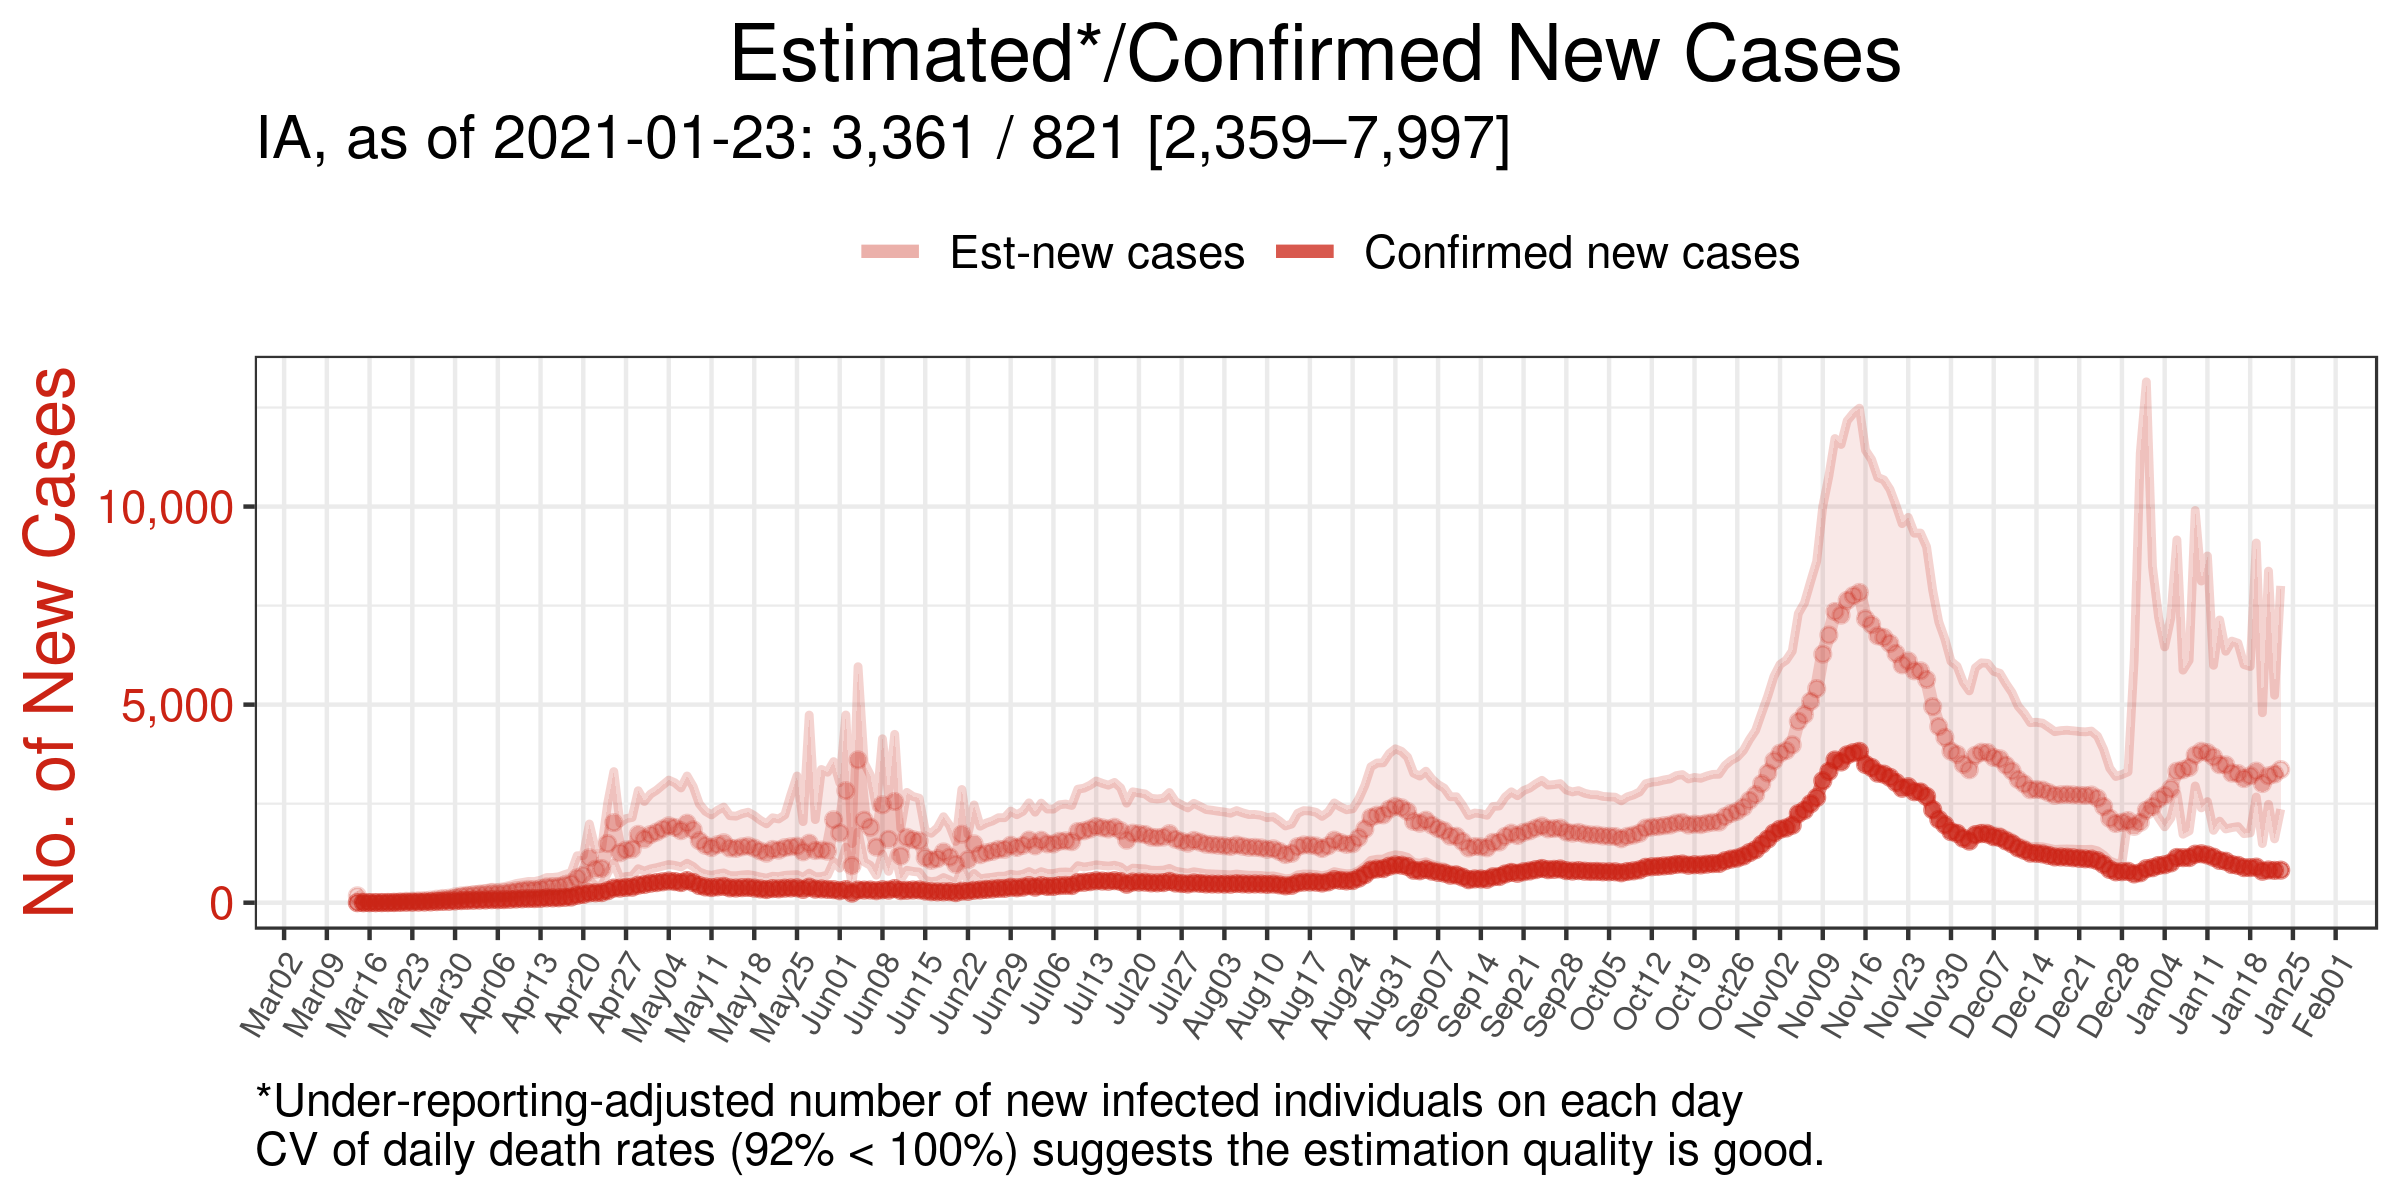 Estimated*/Confirmed New Cases
IA, as of 2021-01-23: 3,361 / 821 [2,359–7,997]
Est-new cases
Confirmed new cases
No. of New Cases
10,000
5,000
0
Mar02
Mar09
Mar16
Mar23
Mar30
Apr06
Apr13
Apr20
Apr27
May04
May11
May18
May25
Jun01
Jun08
Jun15
Jun22
Jun29
Jul06
Jul13
Jul20
Jul27
Aug03
Aug10
Aug17
Aug24
Aug31
Sep07
Sep14
Sep21
Sep28
Oct05
Oct12
Oct19
Oct26
Nov02
Nov09
Nov16
Nov23
Nov30
Dec07
Dec14
Dec21
Dec28
Jan04
Jan11
Jan18
Jan25
Feb01
*Under-reporting-adjusted number of new infected individuals on each day
CV of daily death rates (92% < 100%) suggests the estimation quality is good.